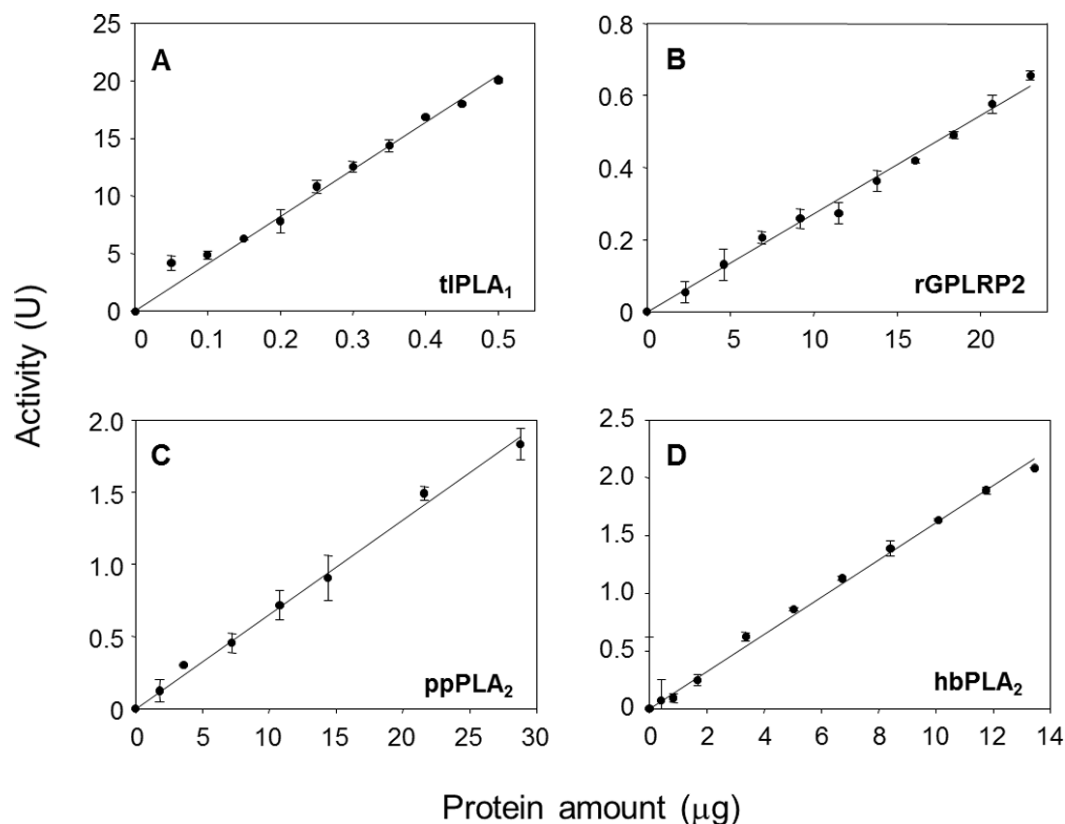 Activity (U)
A
25
20
15
10
5
0
0 0.1 0.2 0.3 0.4 0.5
tlPLA₁
B
0.8
0.6
0.4
0.2
0
0 5 10 15 20
rGPLRP2
C
2.0
1.5
1.0
0.5
0
0 5 10 15 20 25 30
ppPLA₂
D
2.5
2.0
1.5
1.0
0.5
0
0 2 4 6 8 10 12 14
hbPLA₂
Protein amount (μg)